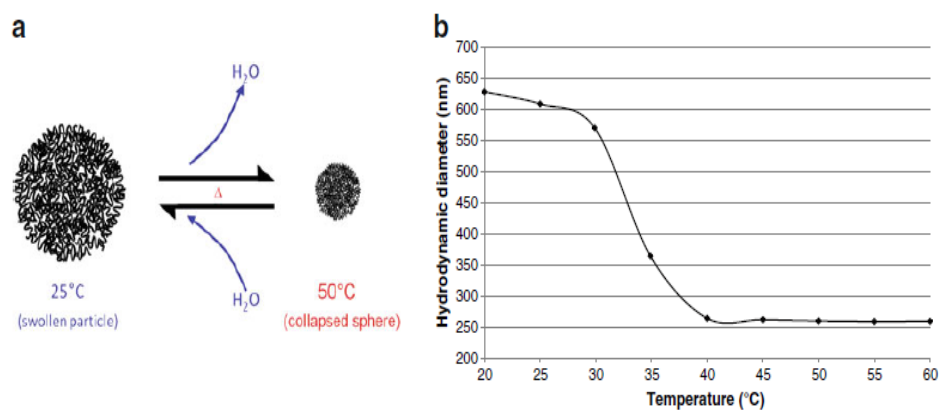 a
H₂O
Δ
H₂O
25°C
(swollen particle)
50°C
(collapsed sphere)
b
Hydrodynamic diameter (nm)
700
650
600
550
500
450
400
350
300
250
200
20 25 30 35 40 45 50 55 60
Temperature (°C)